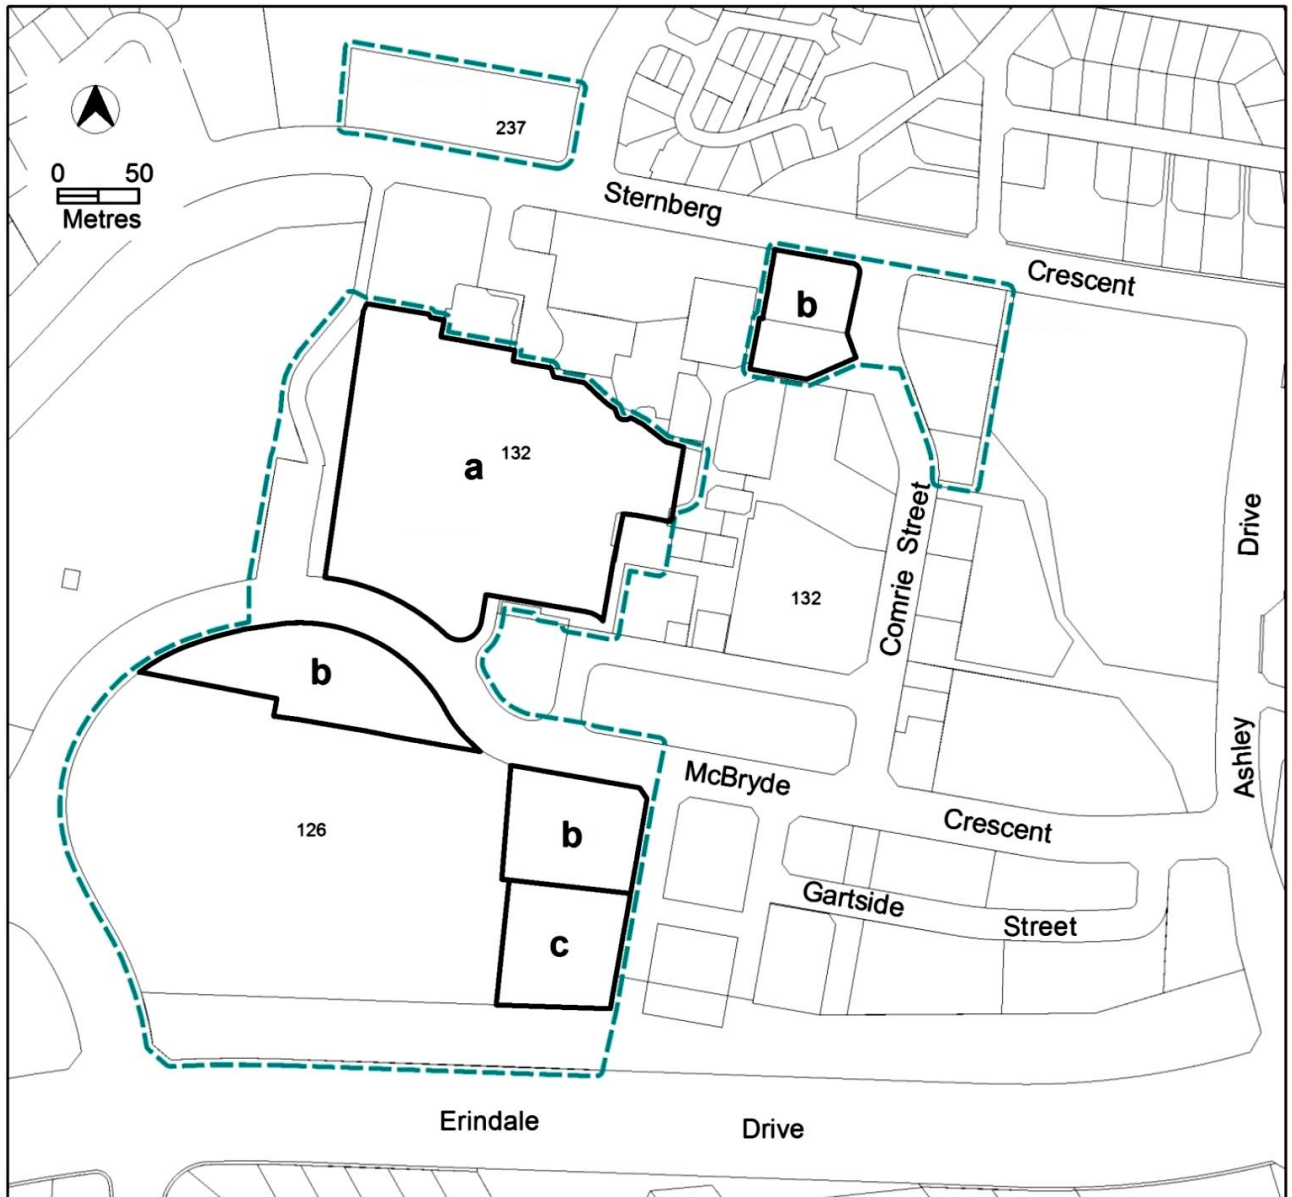 237
0 50
Metres
Sternberg
Crescent
b
a 132
Comrie Street
Drive
132
b
Ashley
McBryde
Crescent
126
b
Gartside
Street
c
Erindale
Drive